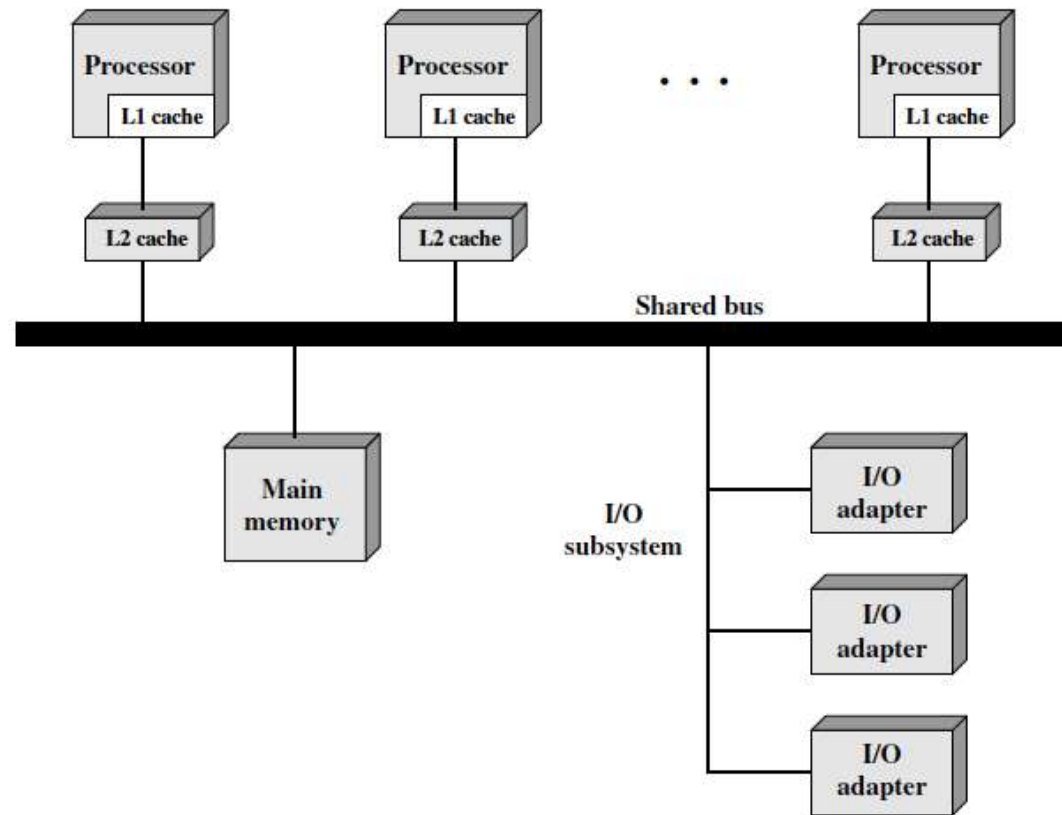 Processor
L1 cache
L2 cache
Processor
L1 cache
L2 cache
. . .
Processor
L1 cache
L2 cache
Shared bus
Main
memory
I/O
subsystem
I/O
adapter
I/O
adapter
I/O
adapter